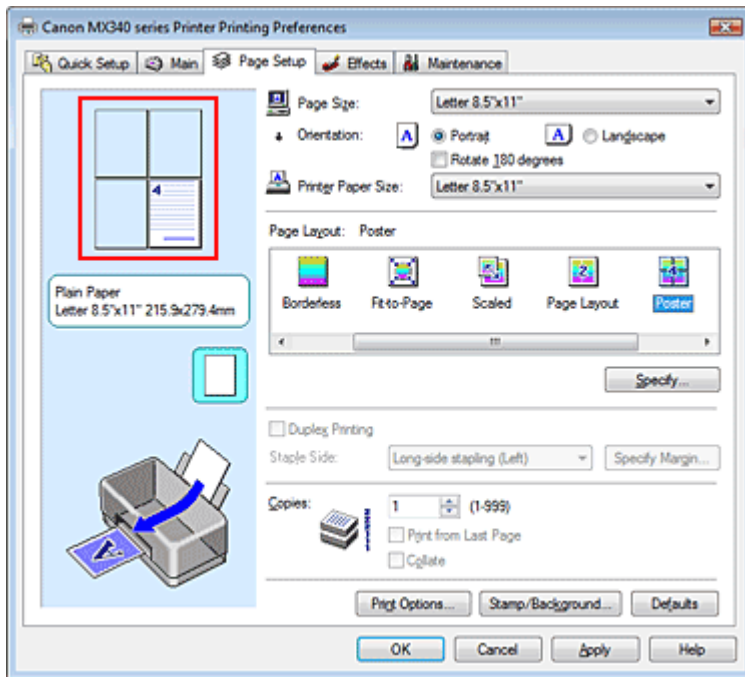 Canon MX340 series Printer Printing Preferences
Quick Setup
Main
Page Setup
Effects
Maintenance
4
Plain Paper
Letter 8.5"x11" 215.9x279.4mm
Page Size: Letter 8.5"x11"
Orientation: A Portrait A Landscape
Rotate 180 degrees
Printer Paper Size: Letter 8.5"x11"
Page Layout: Poster
Borderless
Fit-to-Page
Scaled
Page Layout
Poster
Specify...
Duplex Printing
Staple Side: Long-side stapling (Left) Specify Margin...
Copies: 1 (1-999)
Print from Last Page
Collate
Print Options... Stamp/Background... Defaults
OK Cancel Apply Help